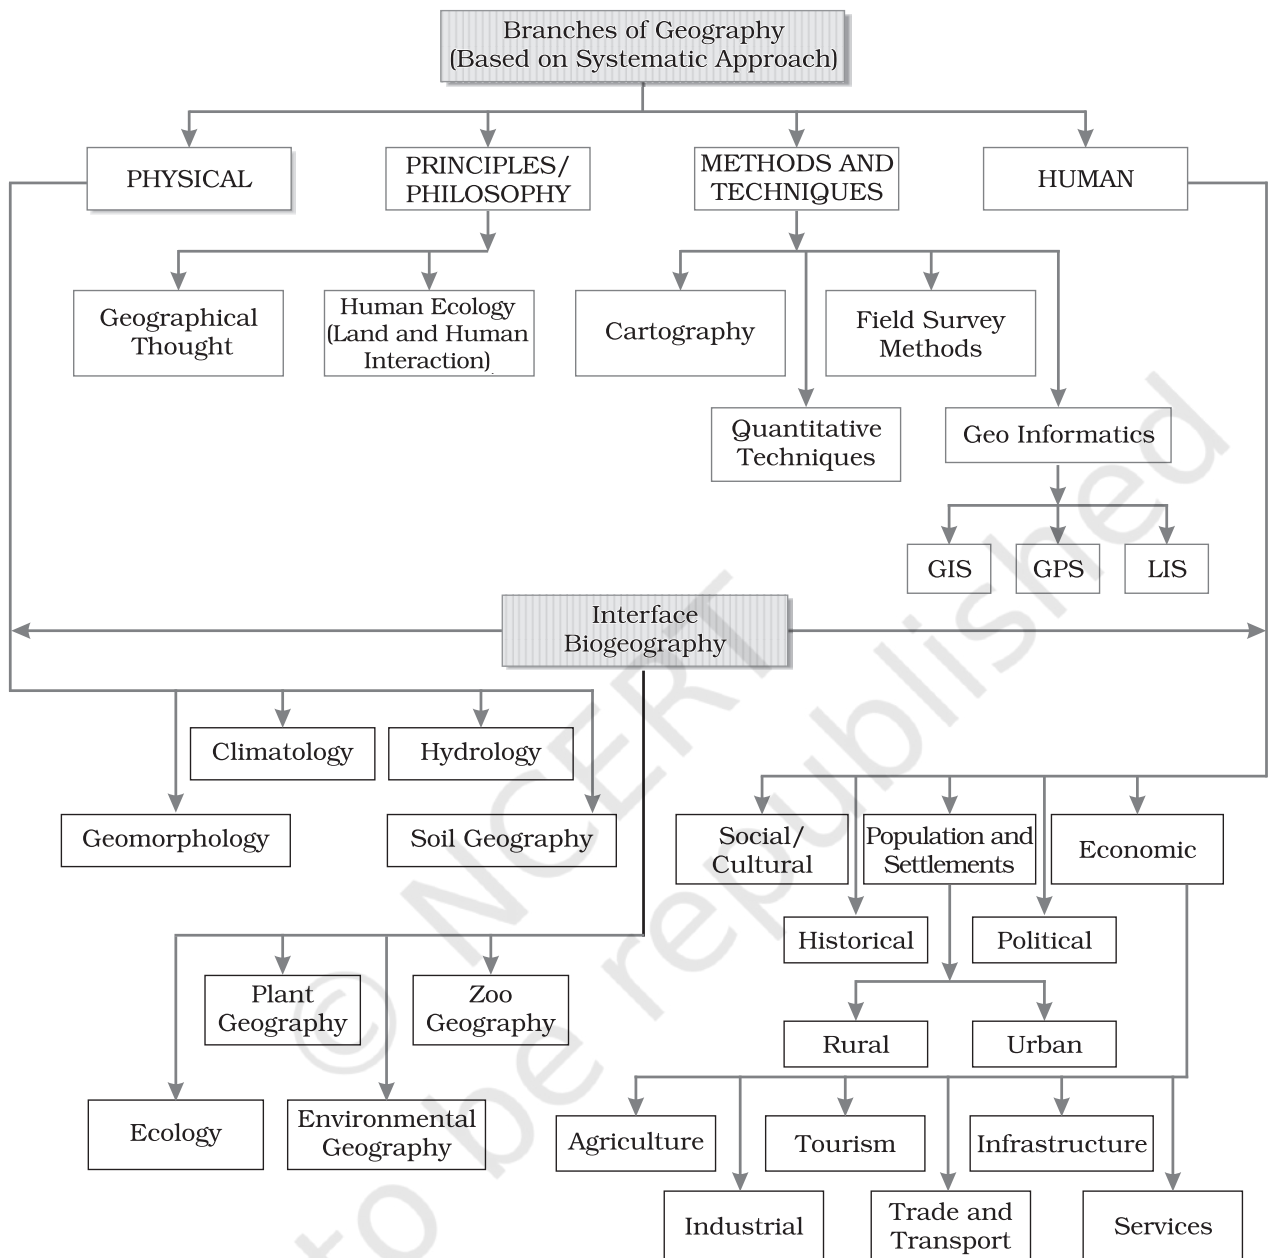 Branches of Geography
(Based on Systematic Approach)
PHYSICAL
PRINCIPLES/
PHILOSOPHY
METHODS AND
TECHNIQUES
HUMAN
Geographical
Thought
Human Ecology
(Land and Human
Interaction)
Cartography
Field Survey
Methods
Quantitative
Techniques
Geo Informatics
GIS
GPS
LIS
Interface
Biogeography
Climatology
Hydrology
Geomorphology
Soil Geography
Social/
Cultural
Population and
Settlements
Economic
Historical
Political
Plant
Geography
Zoo
Geography
Rural
Urban
Ecology
Environmental
Geography
Agriculture
Tourism
Infrastructure
Industrial
Trade and
Transport
Services
© NCERT
to be republished